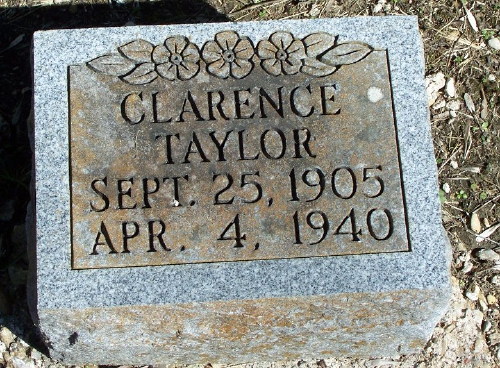 CLARENCE
TAYLOR
SEPT. 25, 1905
APR. 4, 1940